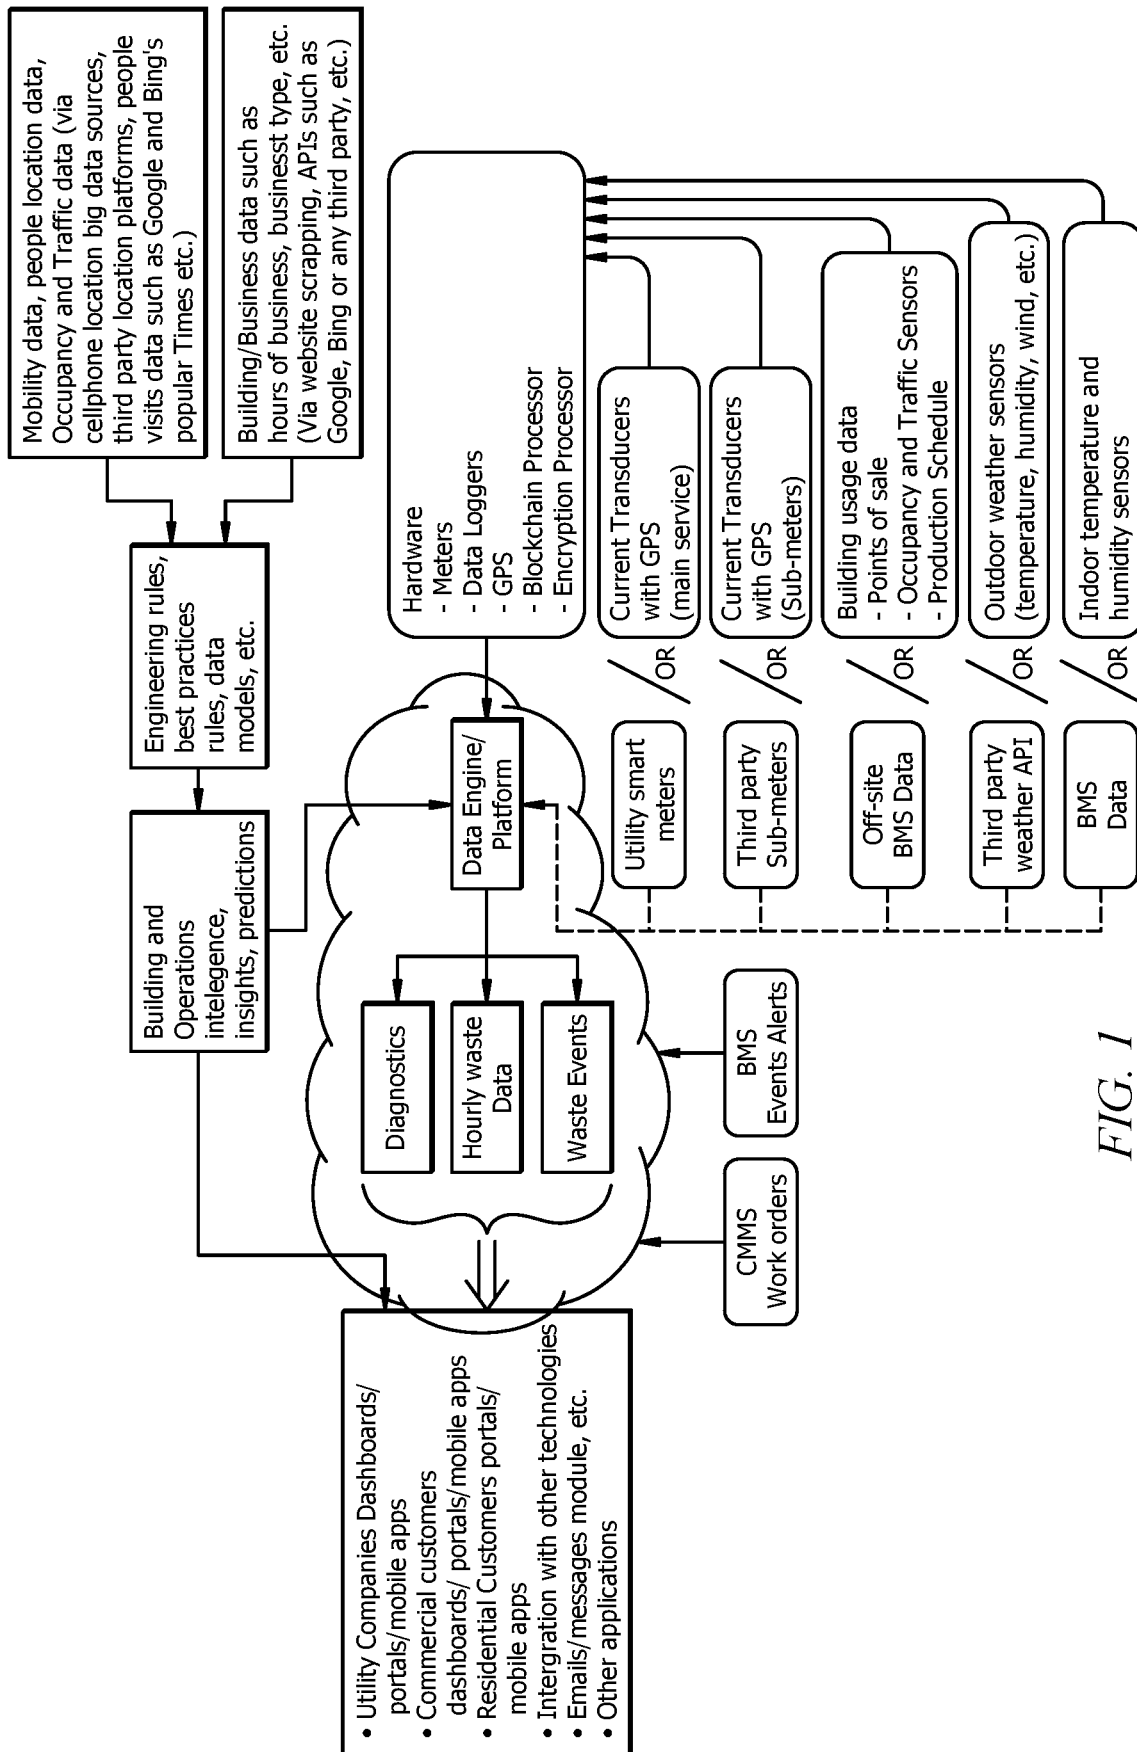 Mobility data, people location data,
Occupancy and Traffic data (via
cellphone location big data sources,
third party location platforms, people
visits data such as Google and Bing's
popular Times etc.)
Building/Business data such as
hours of business, businesst type, etc.
(Via website scrapping, APIs such as
Google, Bing or any third party, etc.)
Engineering rules,
best practices
rules, data
models, etc.
Building and
Operations
intelegence,
insights, predictions
Hardware
- Meters
- Data Loggers
- GPS
- Blockchain Processor
- Encryption Processor
Data Engine/
Platform
Diagnostics
Hourly waste
Data
Waste Events
• Utility Companies Dashboards/
portals/mobile apps
• Commercial customers
dashboards/ portals/mobile apps
• Residential Customers portals/
mobile apps
• Intergration with other technologies
• Emails/messages module, etc.
• Other applications
Current Transducers
with GPS
(main service)
OR
Utility smart
meters
Current Transducers
with GPS
(Sub-meters)
OR
Third party
Sub-meters
Building usage data
- Points of sale
- Occupancy and Traffic Sensors
- Production Schedule
OR
Off-site
BMS Data
Outdoor weather sensors
(temperature, humidity, wind, etc.)
OR
Third party
weather API
Indoor temperature and
humidity sensors
OR
BMS
Data
BMS
Events Alerts
CMMS
Work orders
FIG. 1